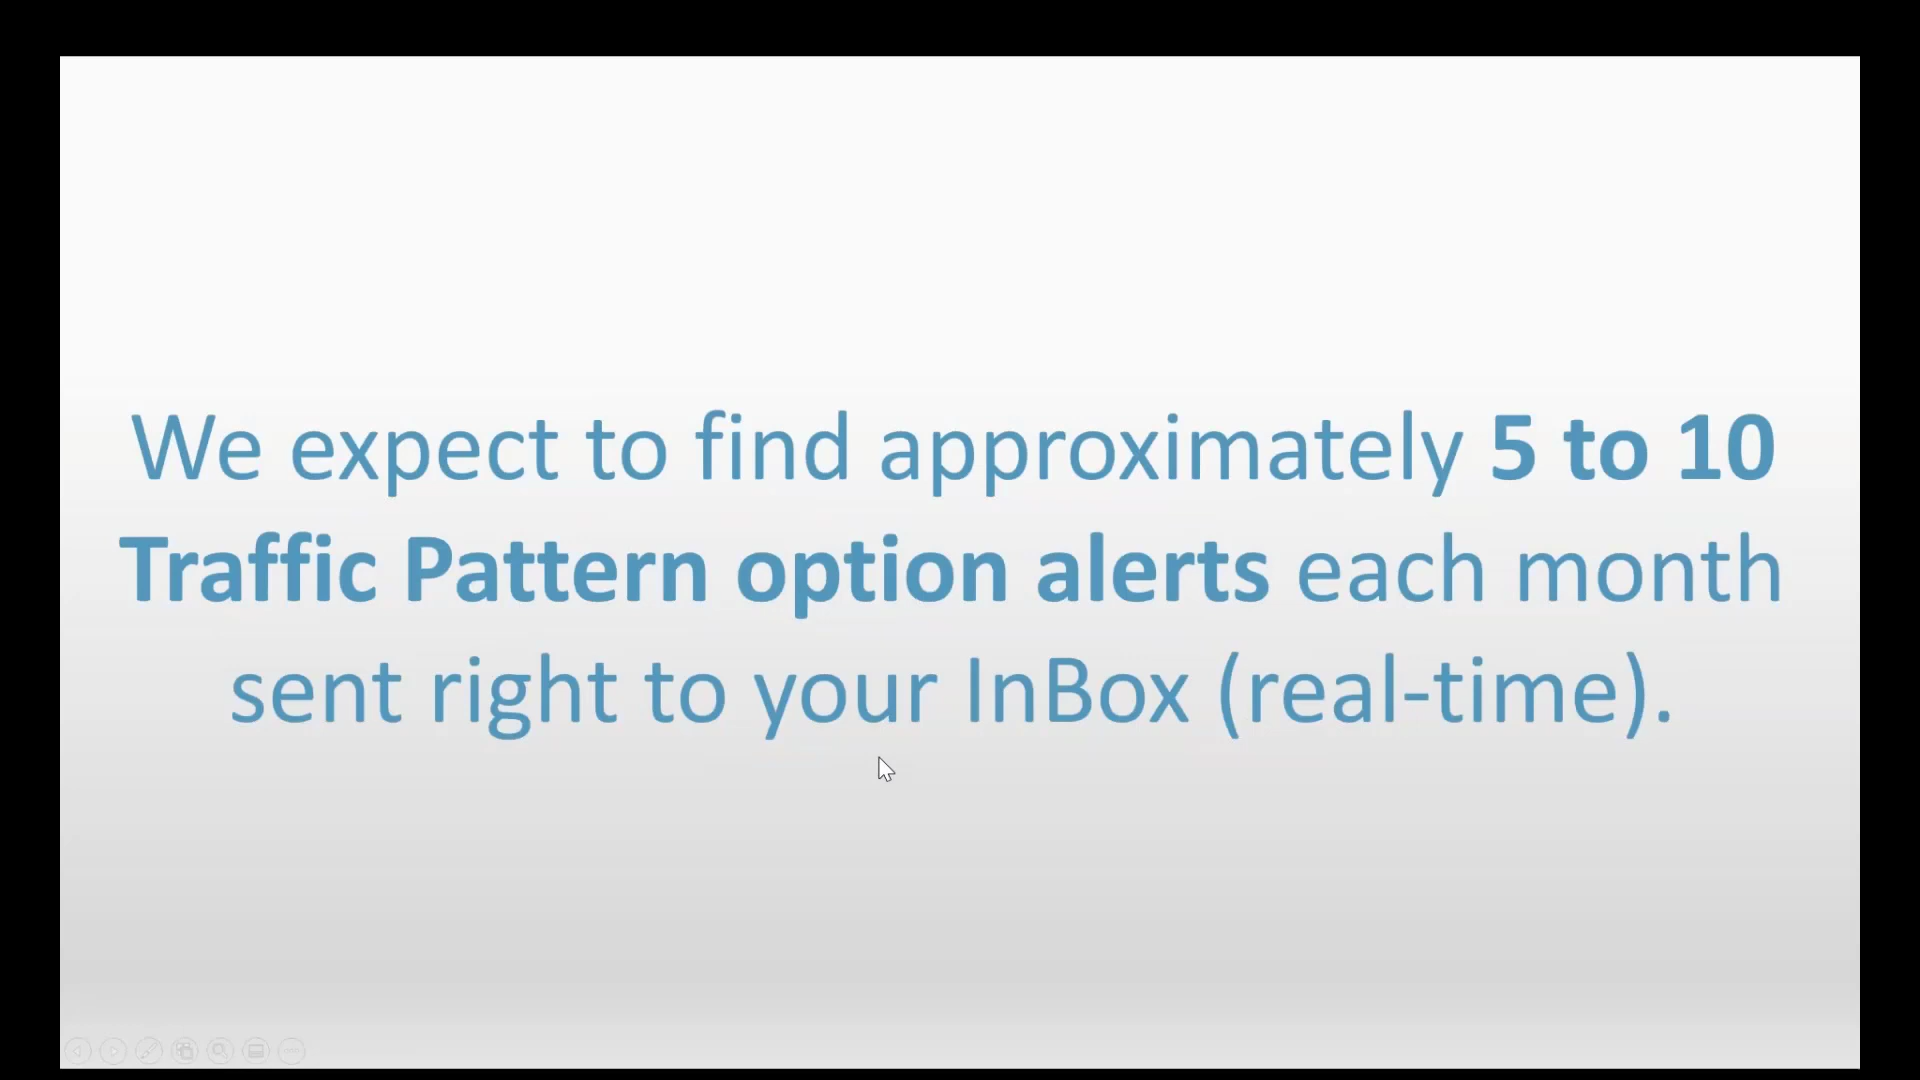 We expect to find approximately 5 to 10
Traffic Pattern option alerts each month
sent right to your InBox (real-time).